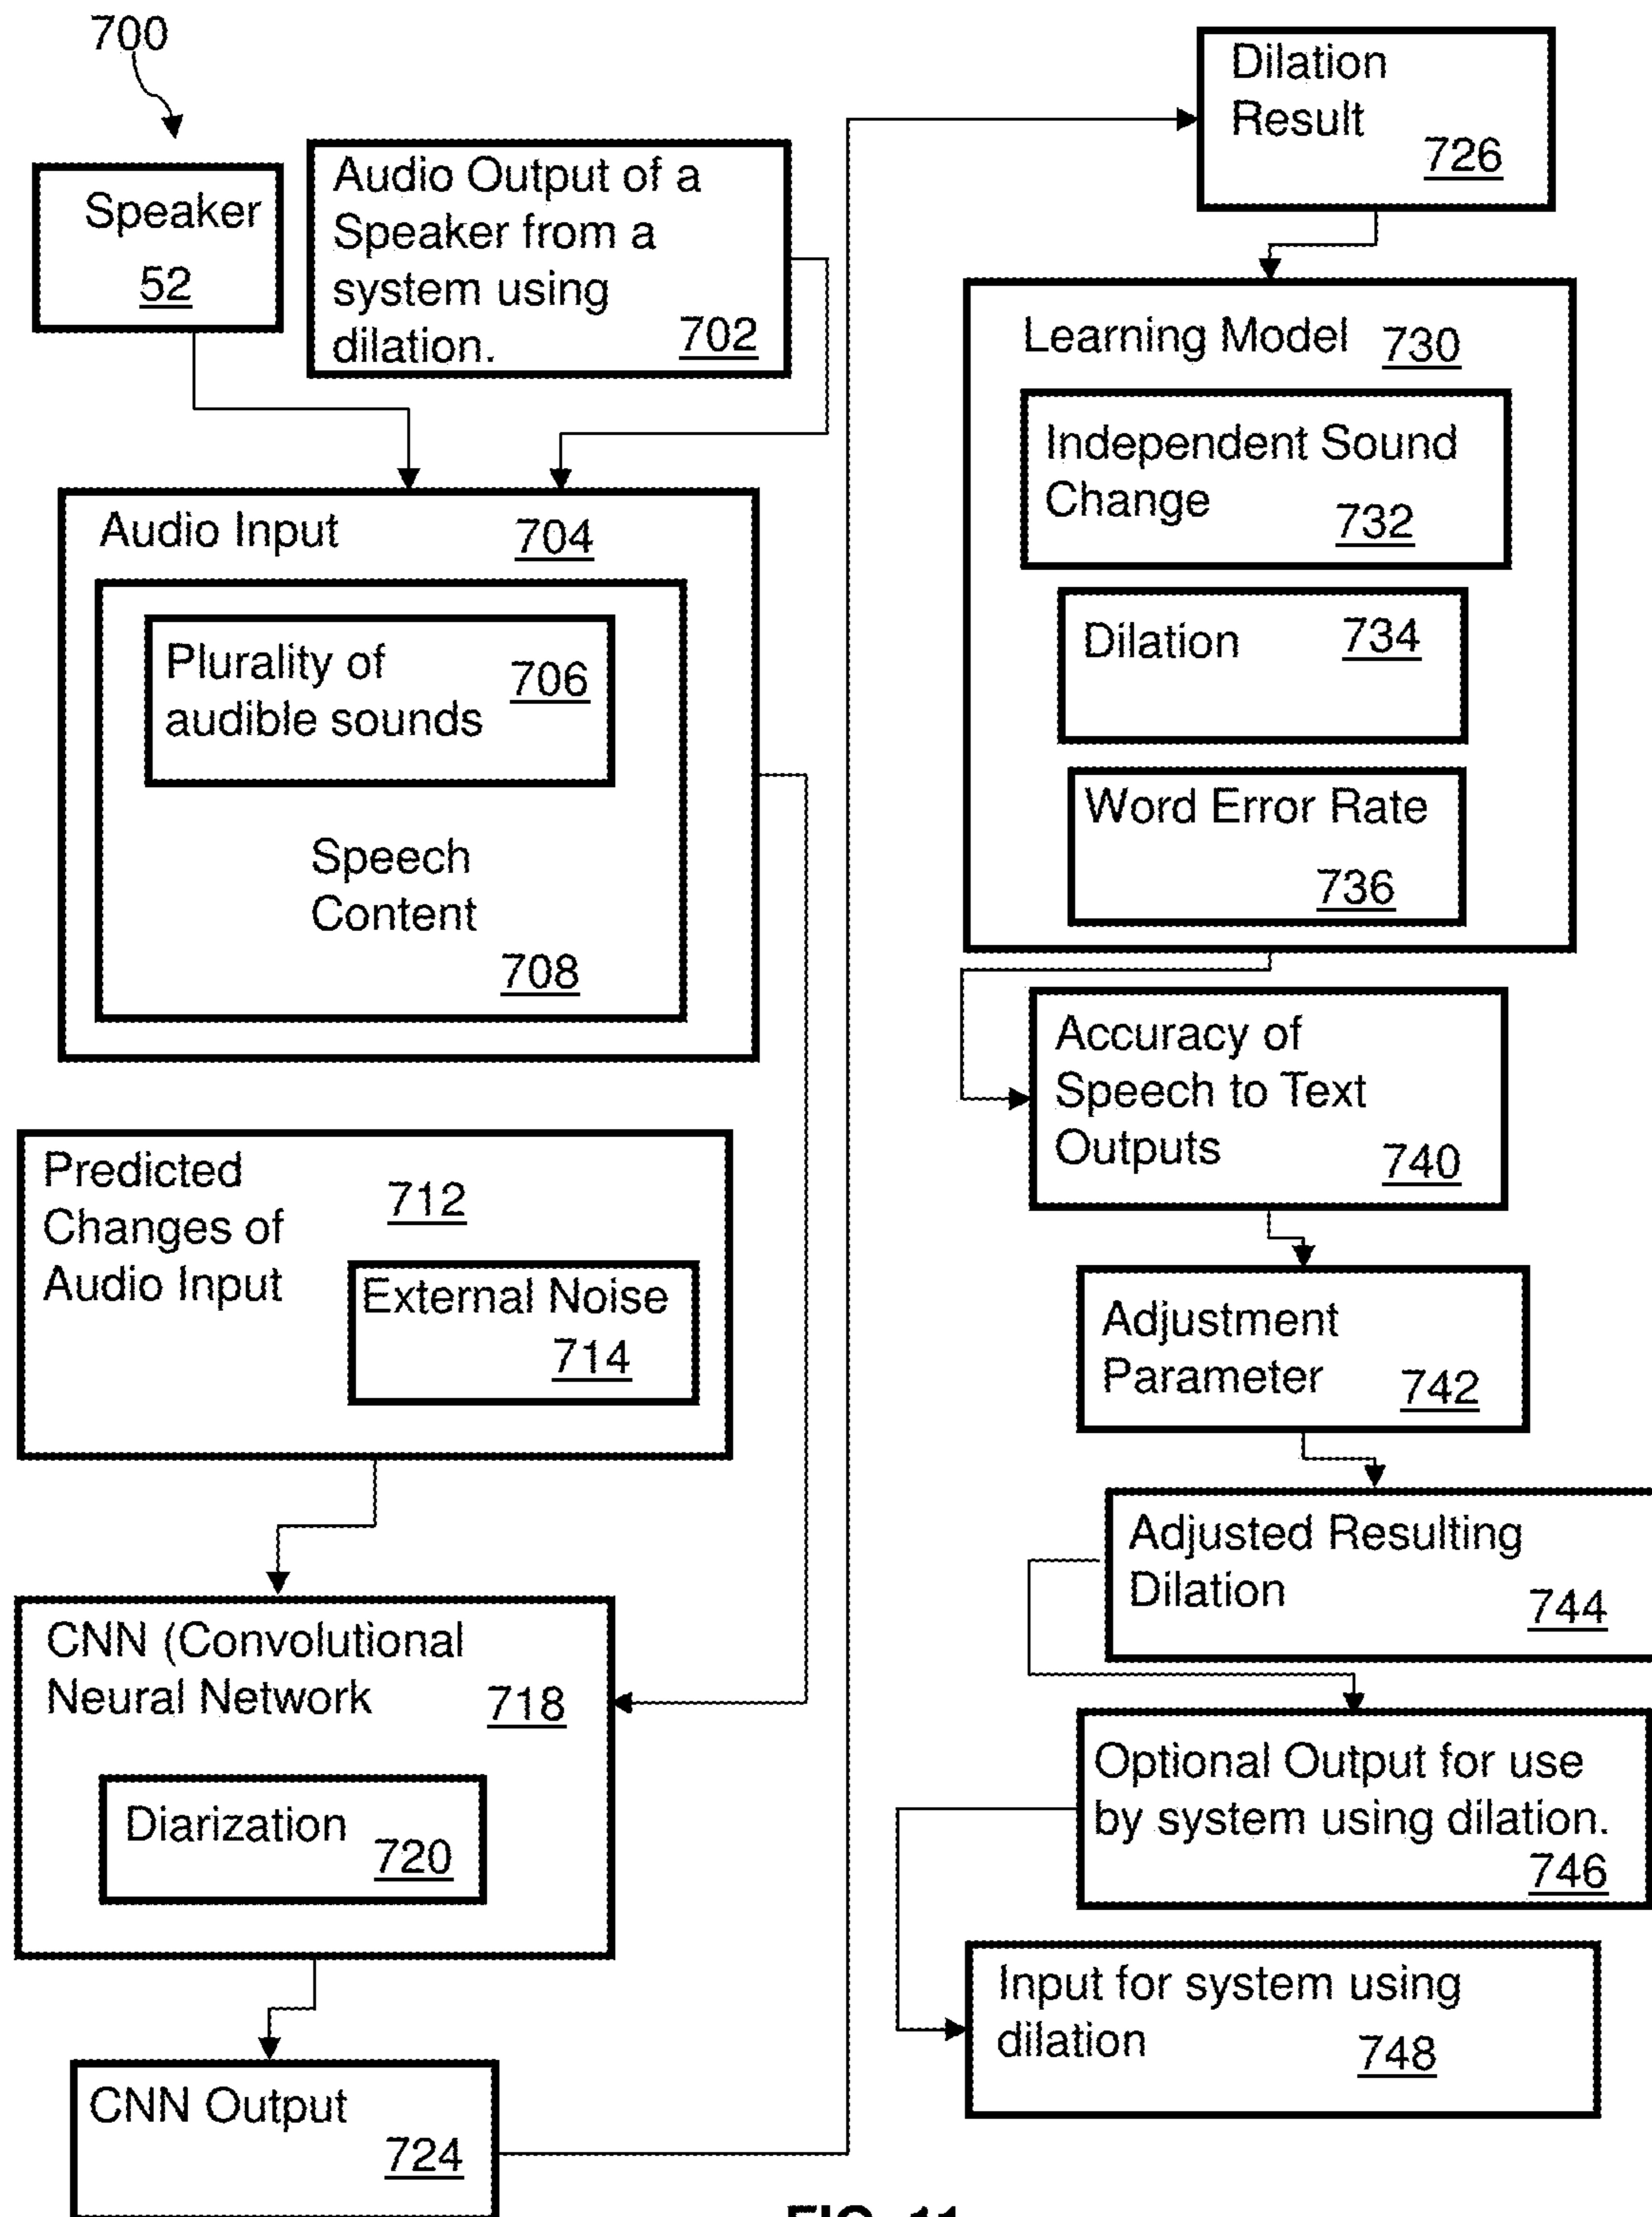 700
Speaker
52
Audio Output of a
Speaker from a
system using
dilation.
702
Audio Input
704
Plurality of
audible sounds
706
Speech
Content
708
Predicted
Changes of
Audio Input
712
External Noise
714
CNN (Convolutional
Neural Network
718
Diarization
720
CNN Output
724
Dilation
Result
726
Learning Model
730
Independent Sound
Change
732
Dilation
734
Word Error Rate
736
Accuracy of
Speech to Text
Outputs
740
Adjustment
Parameter
742
Adjusted Resulting
Dilation
744
Optional Output for use
by system using dilation.
746
Input for system using
dilation
748
FIG. 11